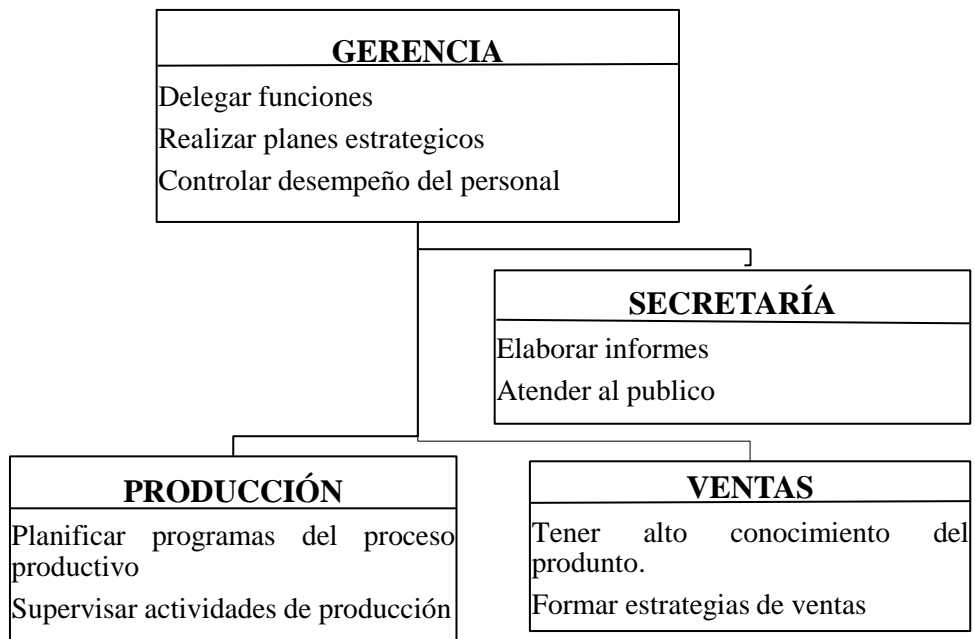 GERENCIA
Delegar funciones
Realizar planes estrategicos
Controlar desempeño del personal
SECRETARÍA
Elaborar informes
Atender al publico
PRODUCCIÓN
Planificar programas del proceso
productivo
Supervisar actividades de producción
VENTAS
Tener alto conocimiento del
produnto.
Formar estrategias de ventas